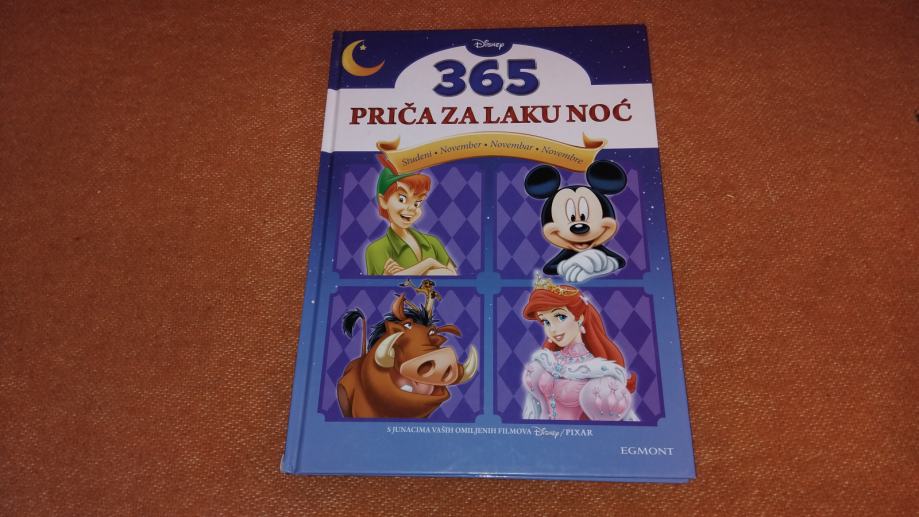 Disney
365
PRIČA ZA LAKU NOĆ
Studeni • November • Novembar • Novembre
S JUNACIMA VAŠIH OMILJENIH FILMOVA Disney/PIXAR
EGMONT